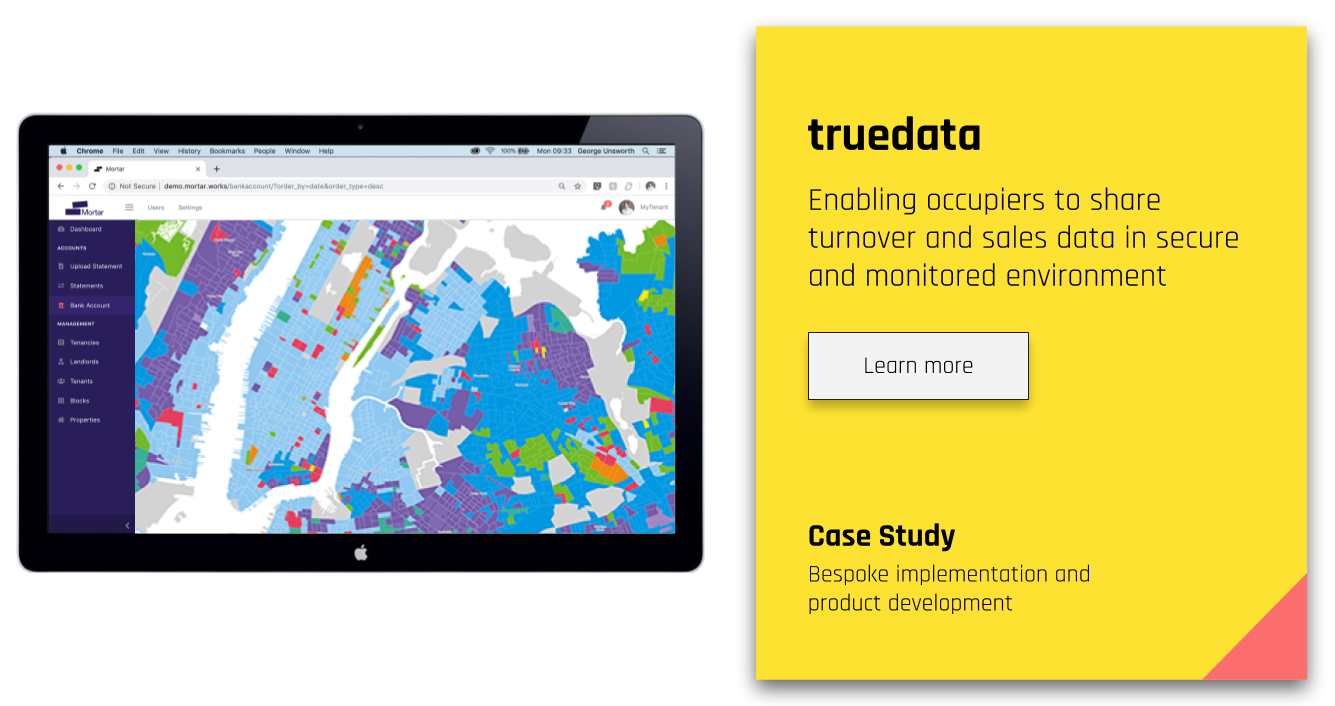 Chrome File Edit View History Bookmarks People Window Help 100% Mon 09:33 George Unsworth
Mortar
Not Secure demo.mortar.works/bankaccount/?order_by=date&order_type=desc
Mortar Users Settings MyTenant
Dashboard
ACCOUNTS
Upload Statement
Statements
Bank Account
MANAGEMENT
Tenancies
Landlords
Tenants
Blocks
Properties
truedata
Enabling occupiers to share
turnover and sales data in secure
and monitored environment
Learn more
Case Study
Bespoke implementation and
product development